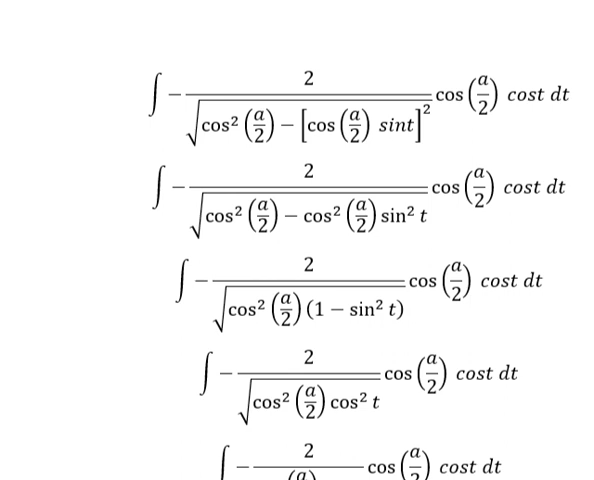 ∫ − 2 / √(cos² (a/2) − [cos (a/2) sint]²) cos (a/2) cost dt
∫ − 2 / √(cos² (a/2) − cos² (a/2) sin² t) cos (a/2) cost dt
∫ − 2 / √(cos² (a/2) (1 − sin² t)) cos (a/2) cost dt
∫ − 2 / √(cos² (a/2) cos² t) cos (a/2) cost dt
∫ − 2 / (a) cos (a/2) cost dt